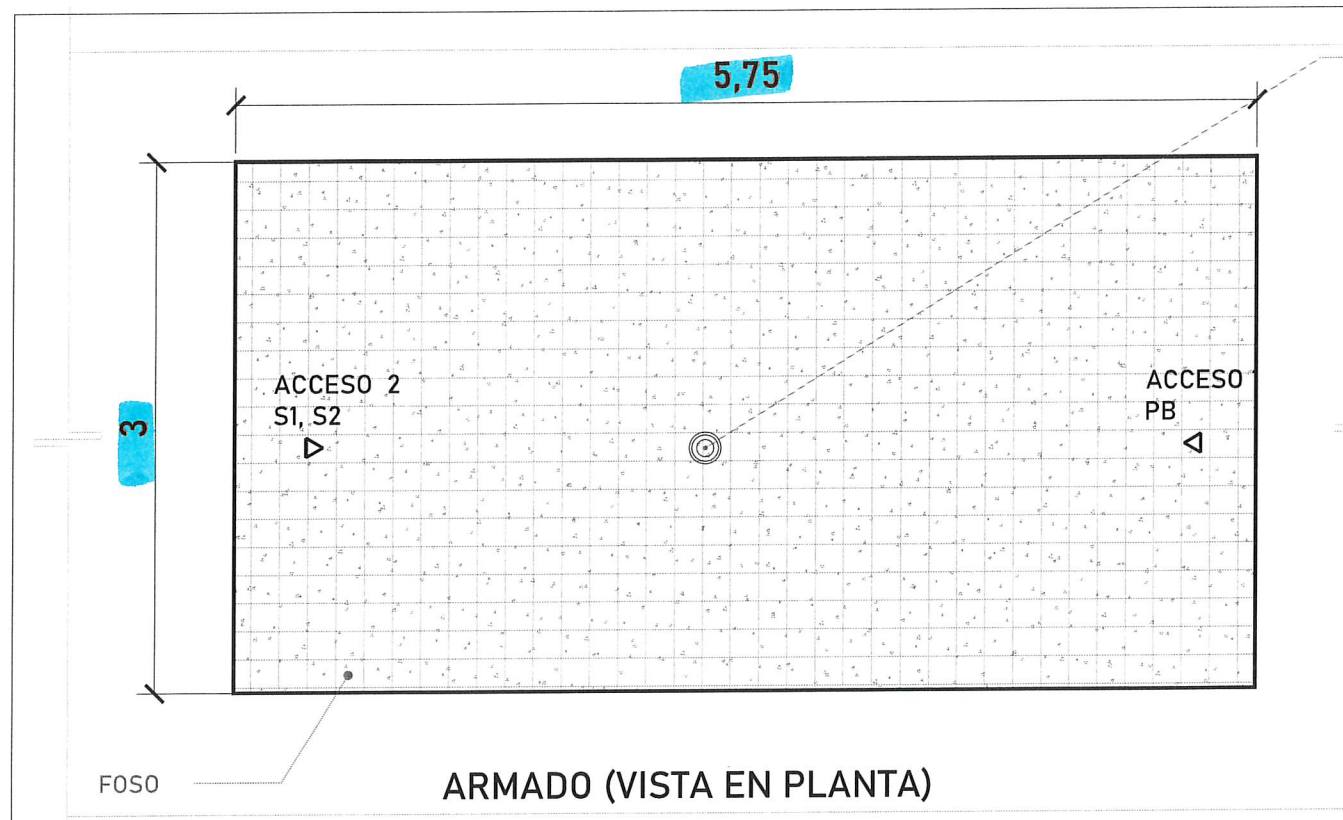 5,75
3
ACCESO 2
S1, S2
ACCESO
PB
FOSO
ARMADO (VISTA EN PLANTA)